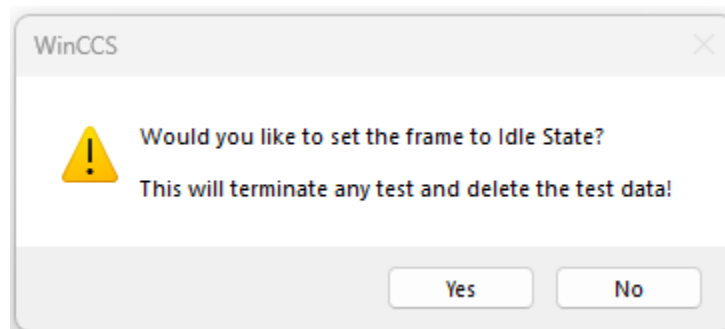 WinCCS
Would you like to set the frame to Idle State?
This will terminate any test and delete the test data!
Yes
No